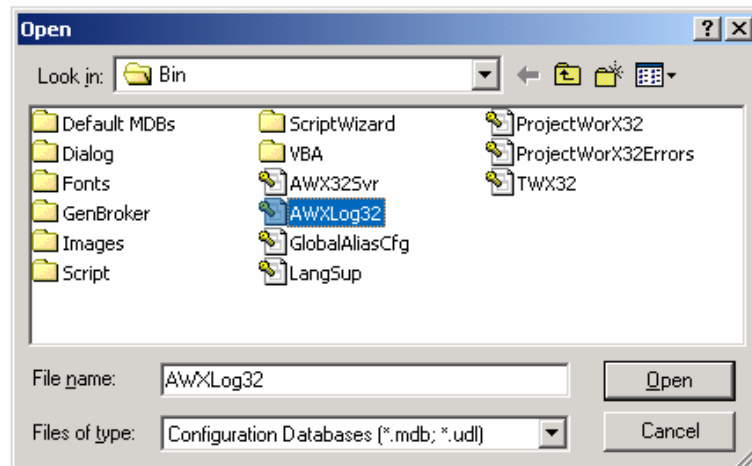 Open
Look in: Bin
Default MDBs ScriptWizard ProjectWorX32
Dialog VBA ProjectWorX32Errors
Fonts AWX32Svr TWX32
GenBroker AWXLog32
Images GlobalAliasCfg
Script LangSup
File name: AWXLog32 Open
Files of type: Configuration Databases (*.mdb; *.udl) Cancel